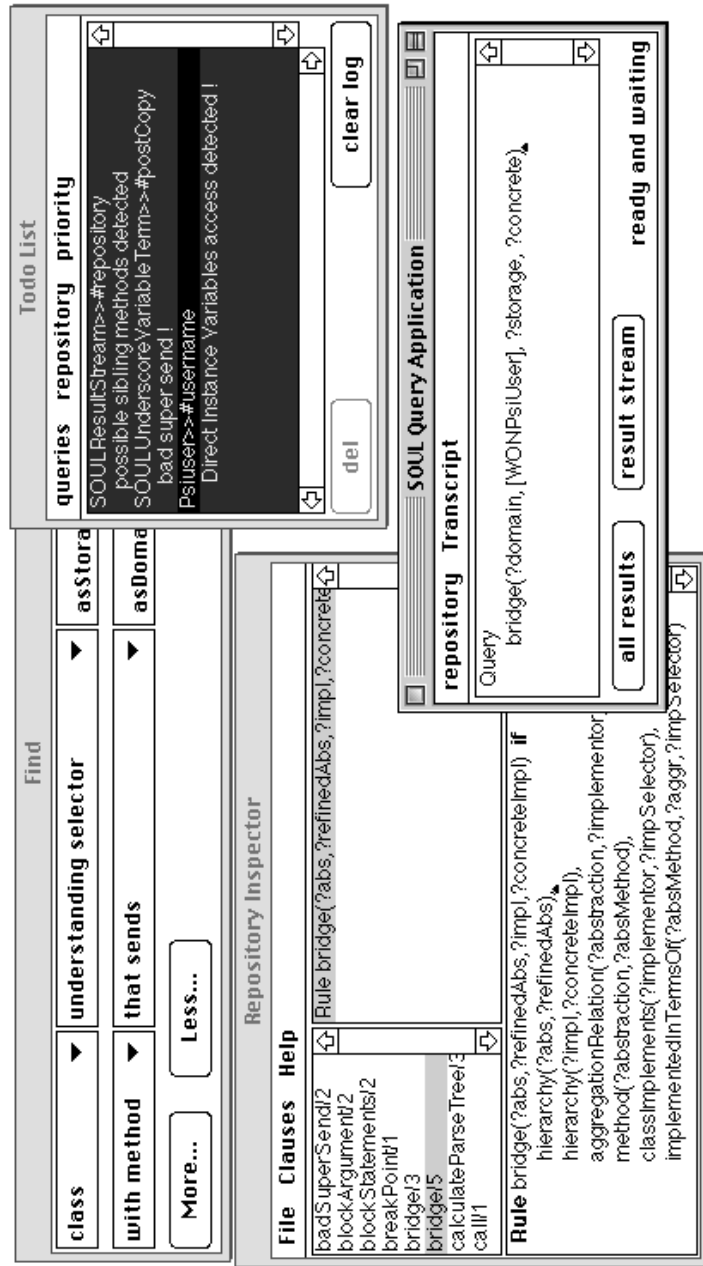 Find
class understanding selector asStora
with method that sends asDoma
More... Less...
Todo List
queries repository priority
SOULResultStream>>#repository
possible sibling methods detected
SOULUnderscoreVariableTerm>>#postCopy
bad super send !
Psiuser>>#username
Direct Instance Variables access detected !
del clear log
Repository Inspector
File Clauses Help
badSuperSend/2
blockArgument/2
blockStatements/2
breakPoint/1
bridge/3
bridge/5
calculateParseTree/3
call/1
Rule bridge(?abs,?refinedAbs,?impl,?concrete
Rule bridge(?abs,?refinedAbs,?impl,?concreteImpl) if
hierarchy(?abs,?refinedAbs),
hierarchy(?impl,?concreteImpl),
aggregationRelation(?abstraction,?implementor,
method(?abstraction,?absMethod),
classImplements(?implementor,?impSelector),
implementedInTermsOf(?absMethod,?aggr,?impSelector)
SOUL Query Application
repository Transcript
Query
bridge(?domain, [WONPsiUser], ?storage, ?concrete)
all results result stream ready and waiting